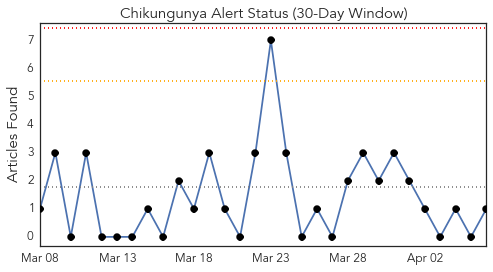 Chikungunya Alert Status (30-Day Window)
Articles Found
7
6
5
4
3
2
1
0
Mar 08 Mar 13 Mar 18 Mar 23 Mar 28 Apr 02